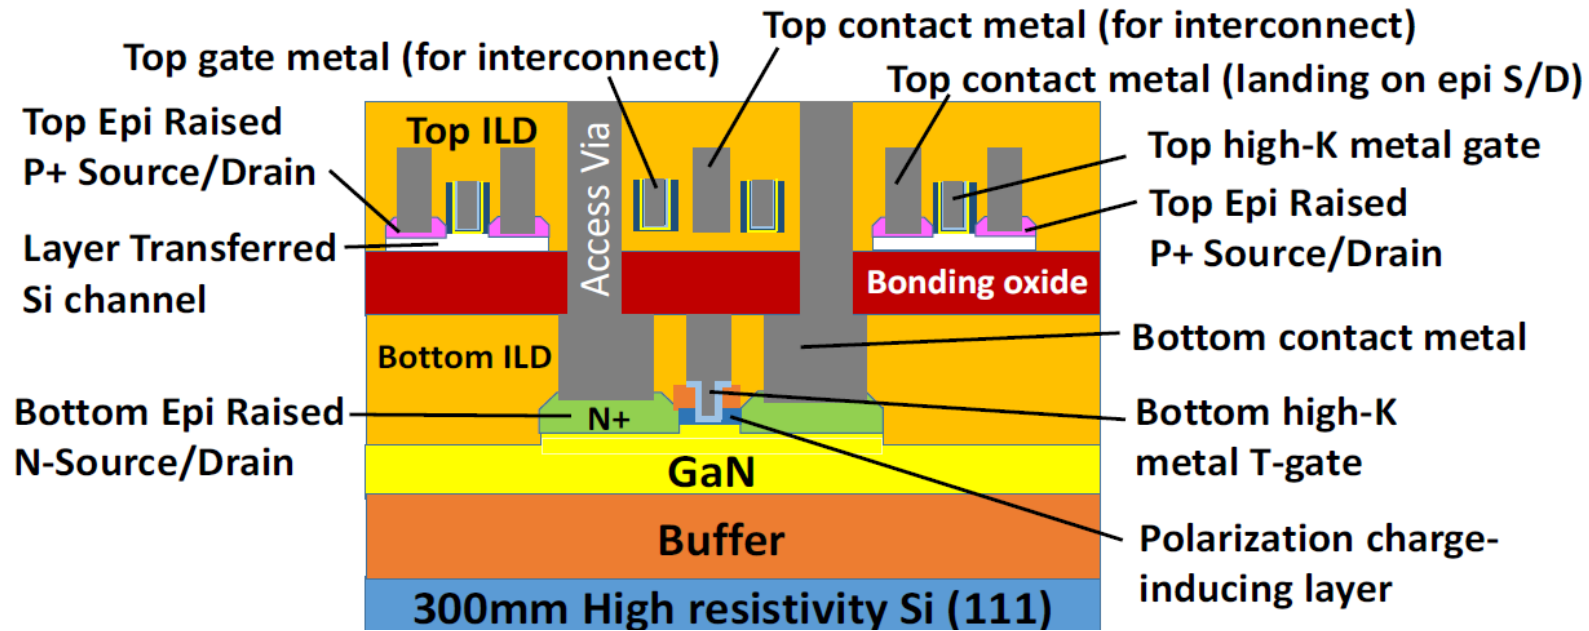 Top contact metal (for interconnect)
Top gate metal (for interconnect)
Top contact metal (landing on epi S/D)
Top Epi Raised
P+ Source/Drain
Top ILD
Access Via
Top high-K metal gate
Top Epi Raised
P+ Source/Drain
Layer Transferred
Si channel
Bonding oxide
Bottom ILD
Bottom contact metal
Bottom Epi Raised
N-Source/Drain
N+
Bottom high-K
metal T-gate
GaN
Buffer
Polarization charge-
inducing layer
300mm High resistivity Si (111)